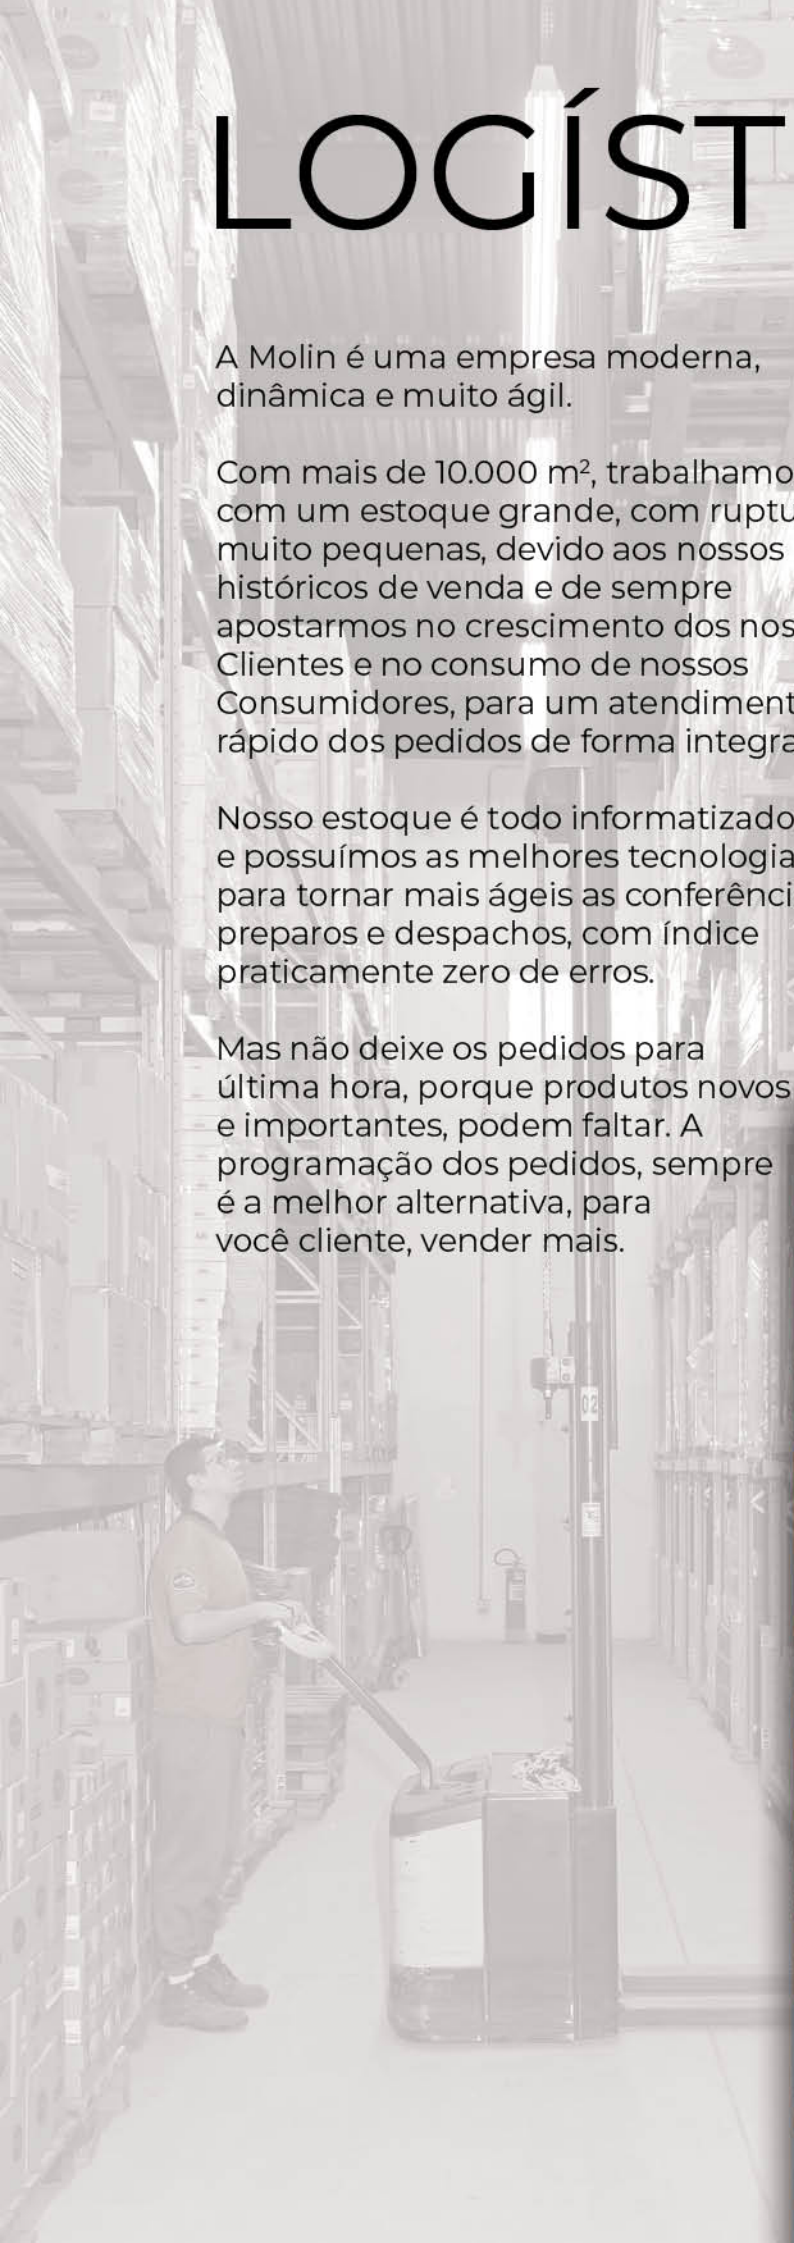 LOGÍST
A Molin é uma empresa moderna,
dinâmica e muito ágil.
Com mais de 10.000 m², trabalhamo
com um estoque grande, com ruptu
muito pequenas, devido aos nossos
históricos de venda e de sempre
apostarmos no crescimento dos nos
Clientes e no consumo de nossos
Consumidores, para um atendiment
rápido dos pedidos de forma integra
Nosso estoque é todo informatizado
e possuímos as melhores tecnologia
para tornar mais ágeis as conferênci
preparos e despachos, com índice
praticamente zero de erros.
Mas não deixe os pedidos para
última hora, porque produtos novos
e importantes, podem faltar. A
programação dos pedidos, sempre
é a melhor alternativa, para
você cliente, vender mais.
02